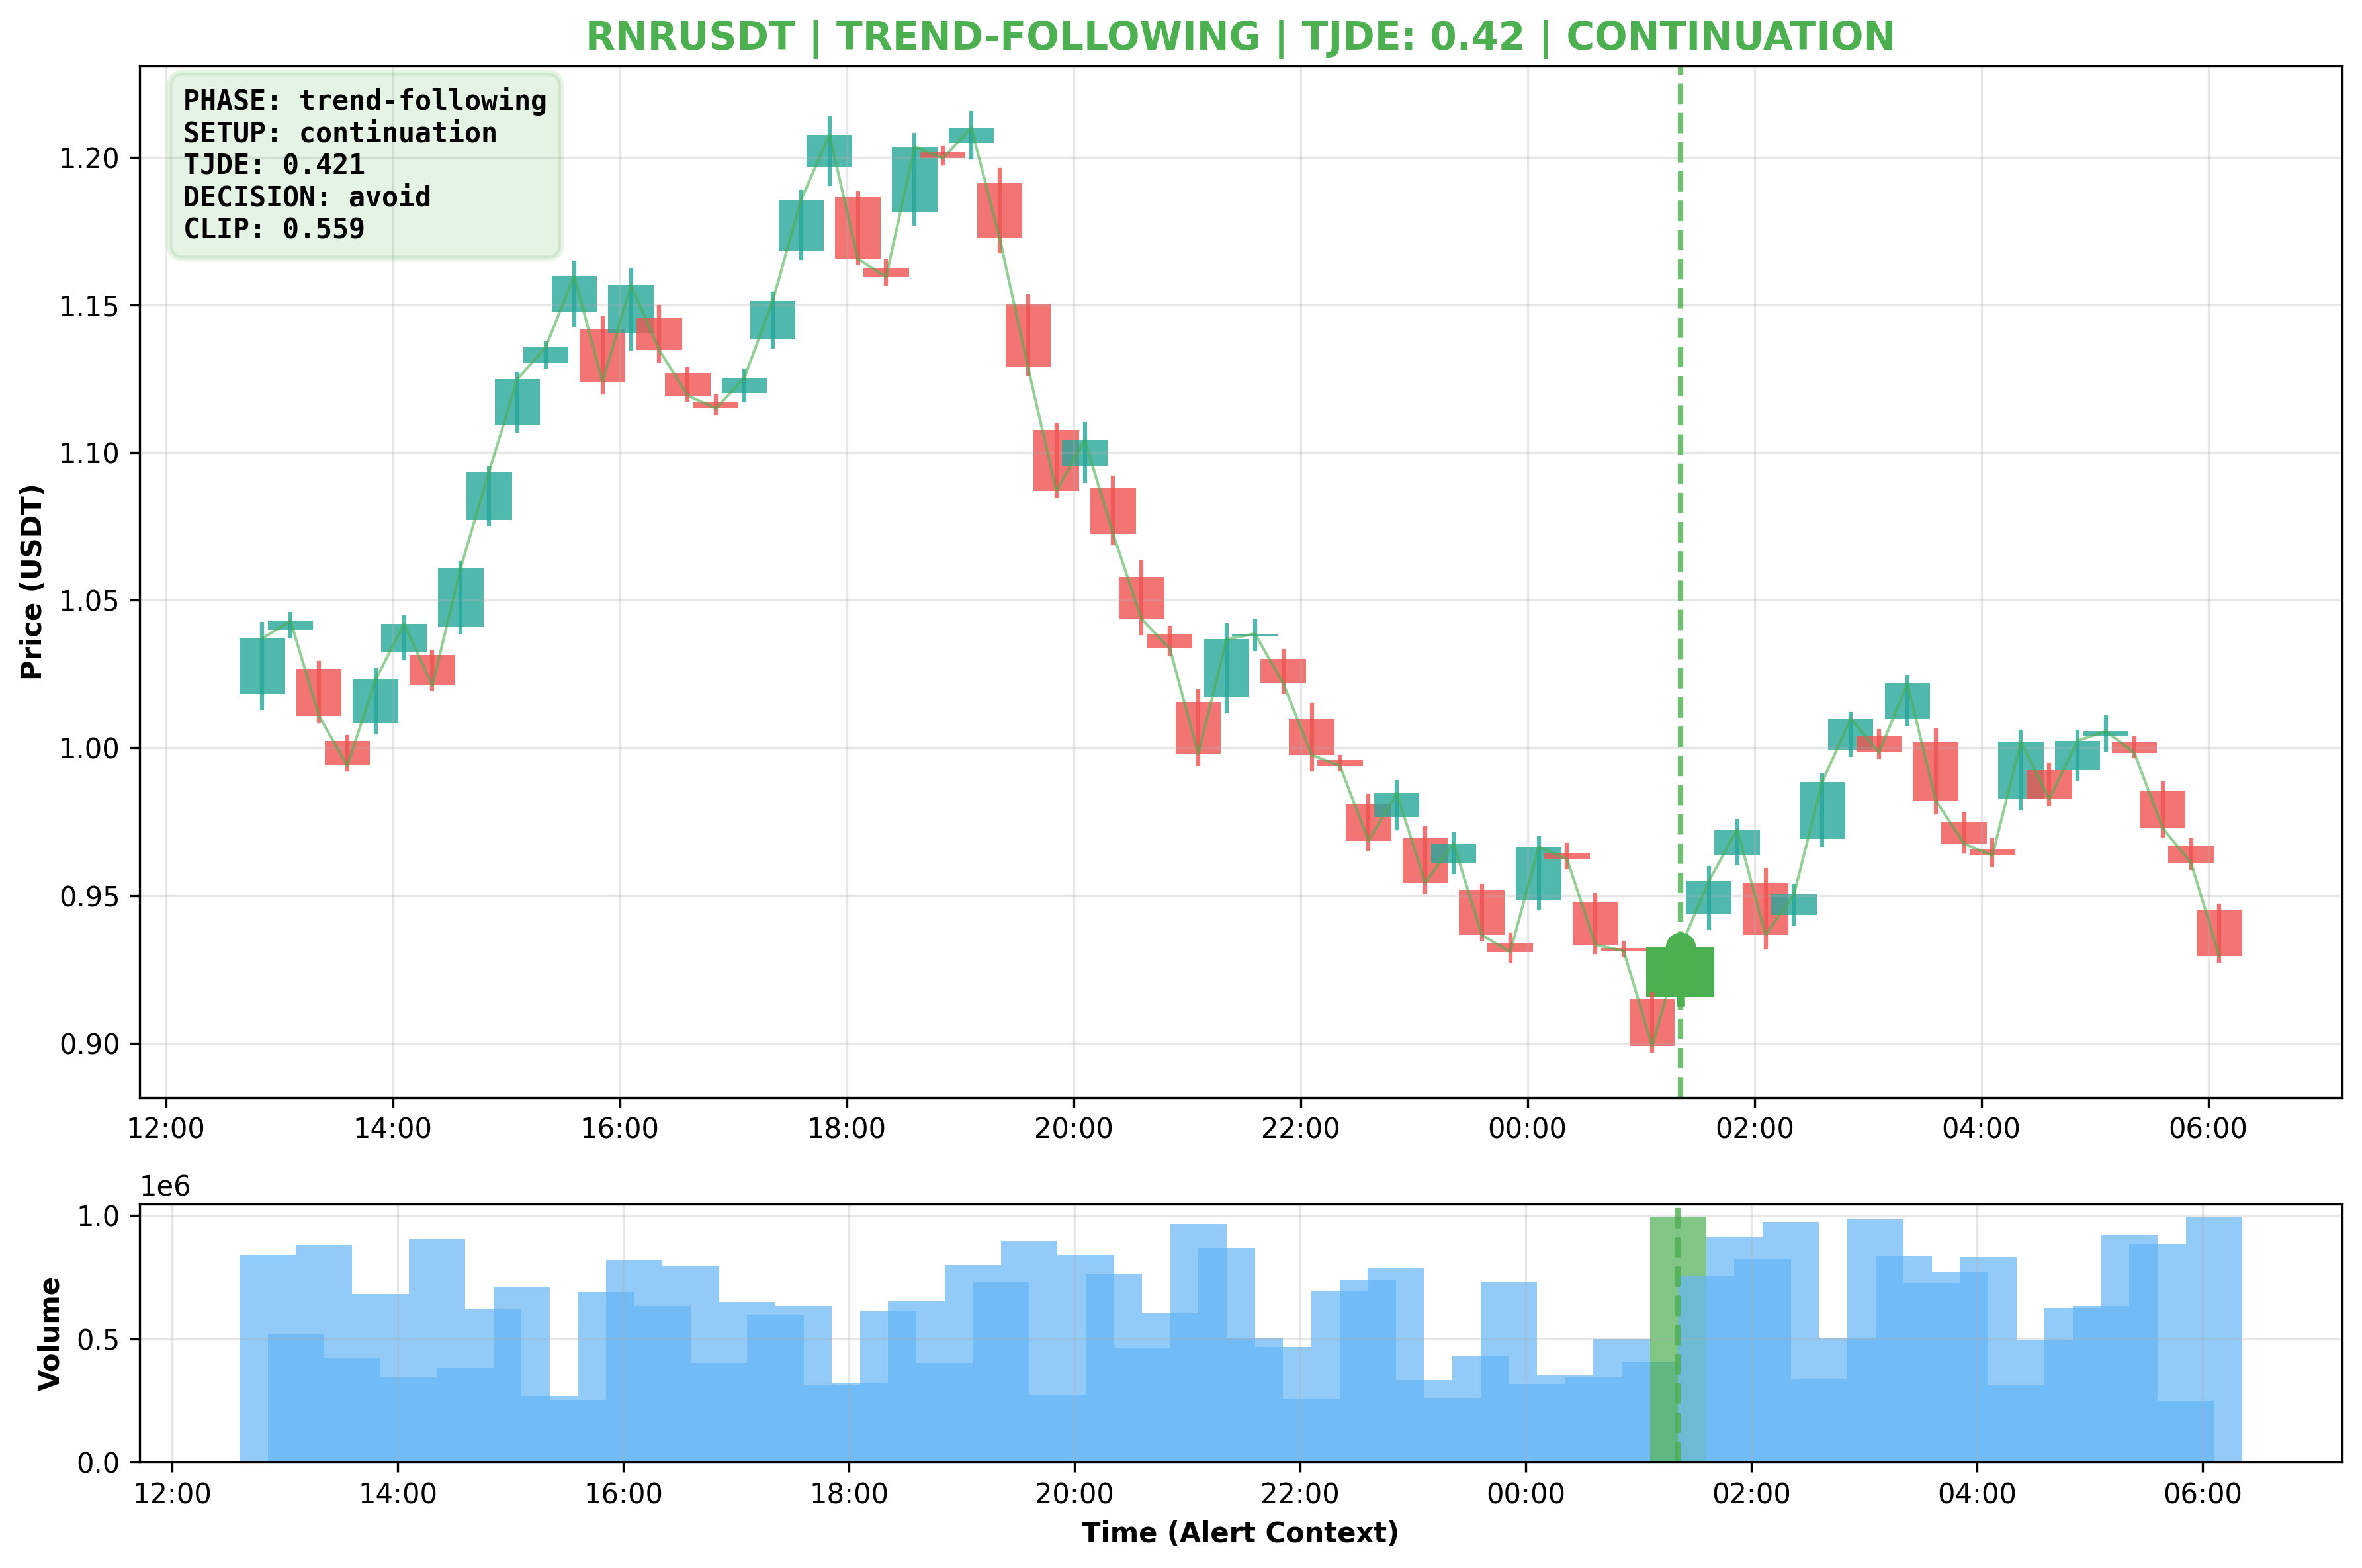 RNRUSDT | TREND-FOLLOWING | TJDE: 0.42 | CONTINUATION
PHASE: trend-following
SETUP: continuation
TJDE: 0.421
DECISION: avoid
CLIP: 0.559
Price (USDT)
1.20
1.15
1.10
1.05
1.00
0.95
0.90
12:00 14:00 16:00 18:00 20:00 22:00 00:00 02:00 04:00 06:00
1e6
Volume
1.0
0.5
0.0
12:00 14:00 16:00 18:00 20:00 22:00 00:00 02:00 04:00 06:00
Time (Alert Context)